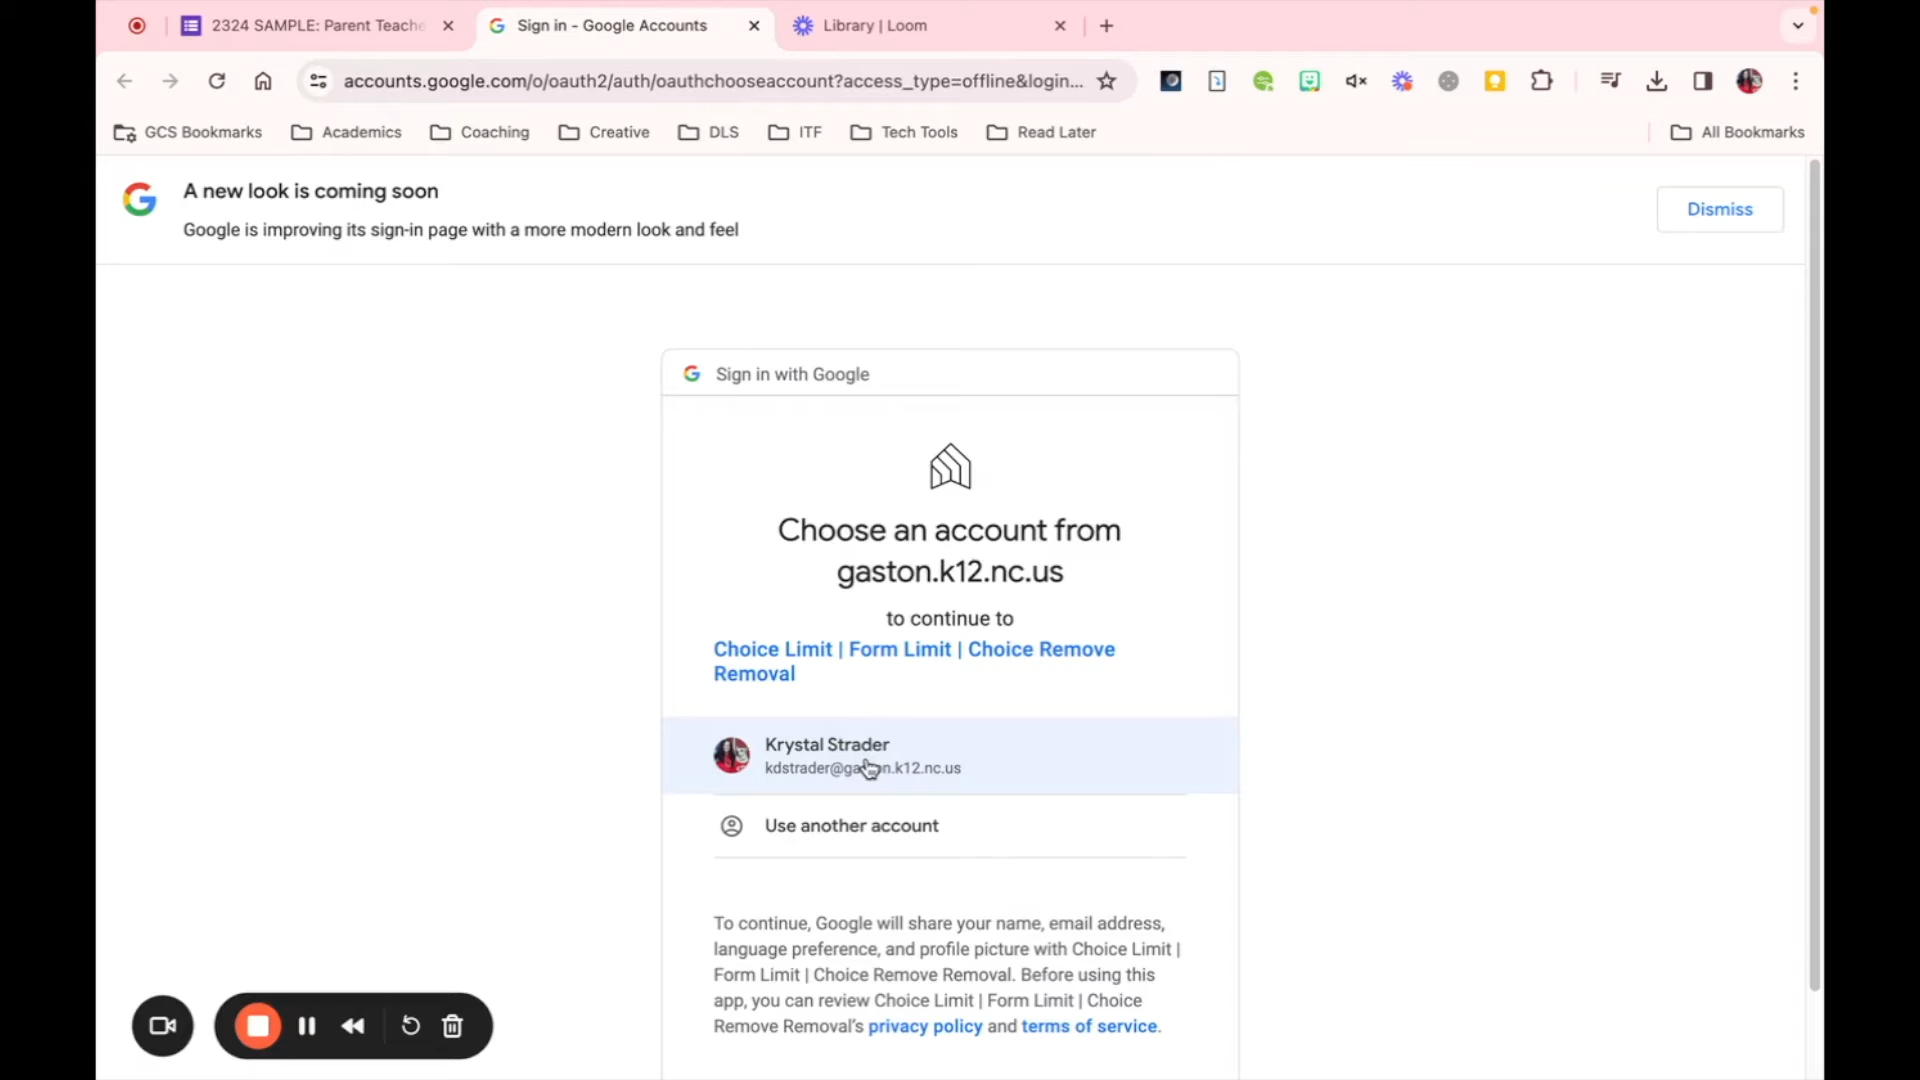 2324 SAMPLE: Parent Teache
Sign in - Google Accounts
Library | Loom
accounts.google.com/o/oauth2/auth/oauthchooseaccount?access_type=offline&login...
GCS Bookmarks
Academics
Coaching
Creative
DLS
ITF
Tech Tools
Read Later
All Bookmarks
A new look is coming soon
Google is improving its sign-in page with a more modern look and feel
Dismiss
Sign in with Google
Choose an account from
gaston.k12.nc.us
to continue to
Choice Limit | Form Limit | Choice Remove
Removal
Krystal Strader
kdstrader@gaston.k12.nc.us
Use another account
To continue, Google will share your name, email address,
language preference, and profile picture with Choice Limit |
Form Limit | Choice Remove Removal. Before using this
app, you can review Choice Limit | Form Limit | Choice
Remove Removal's privacy policy and terms of service.